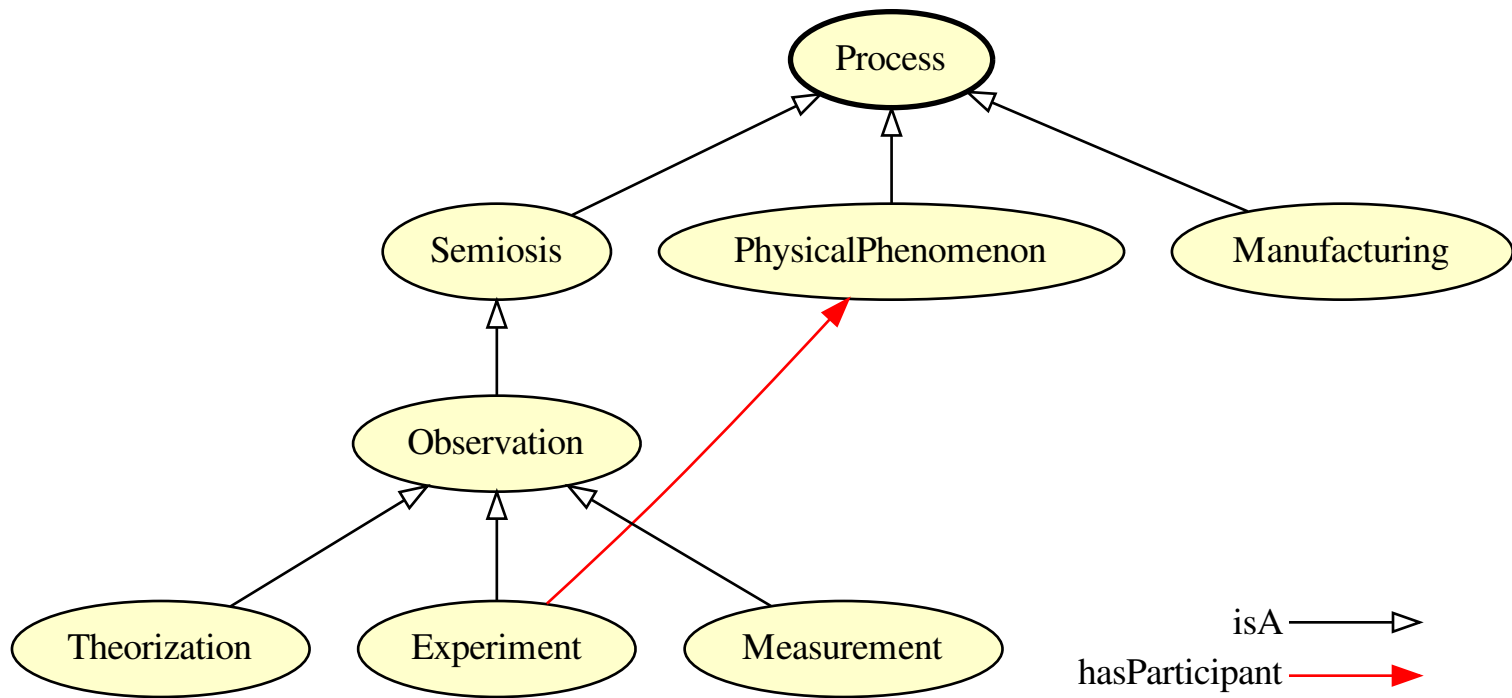 Process
Semiosis
PhysicalPhenomenon
Manufacturing
Observation
Theorization
Experiment
Measurement
isA
hasParticipant